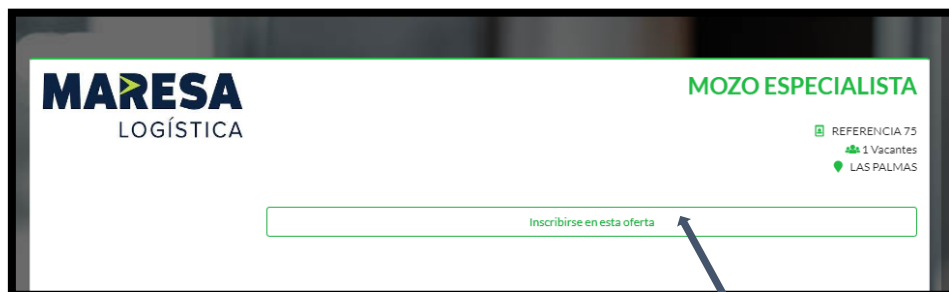 MARESA
LOGÍSTICA
MOZO ESPECIALISTA
REFERENCIA 75
1 Vacantes
LAS PALMAS
Inscribirse en esta oferta